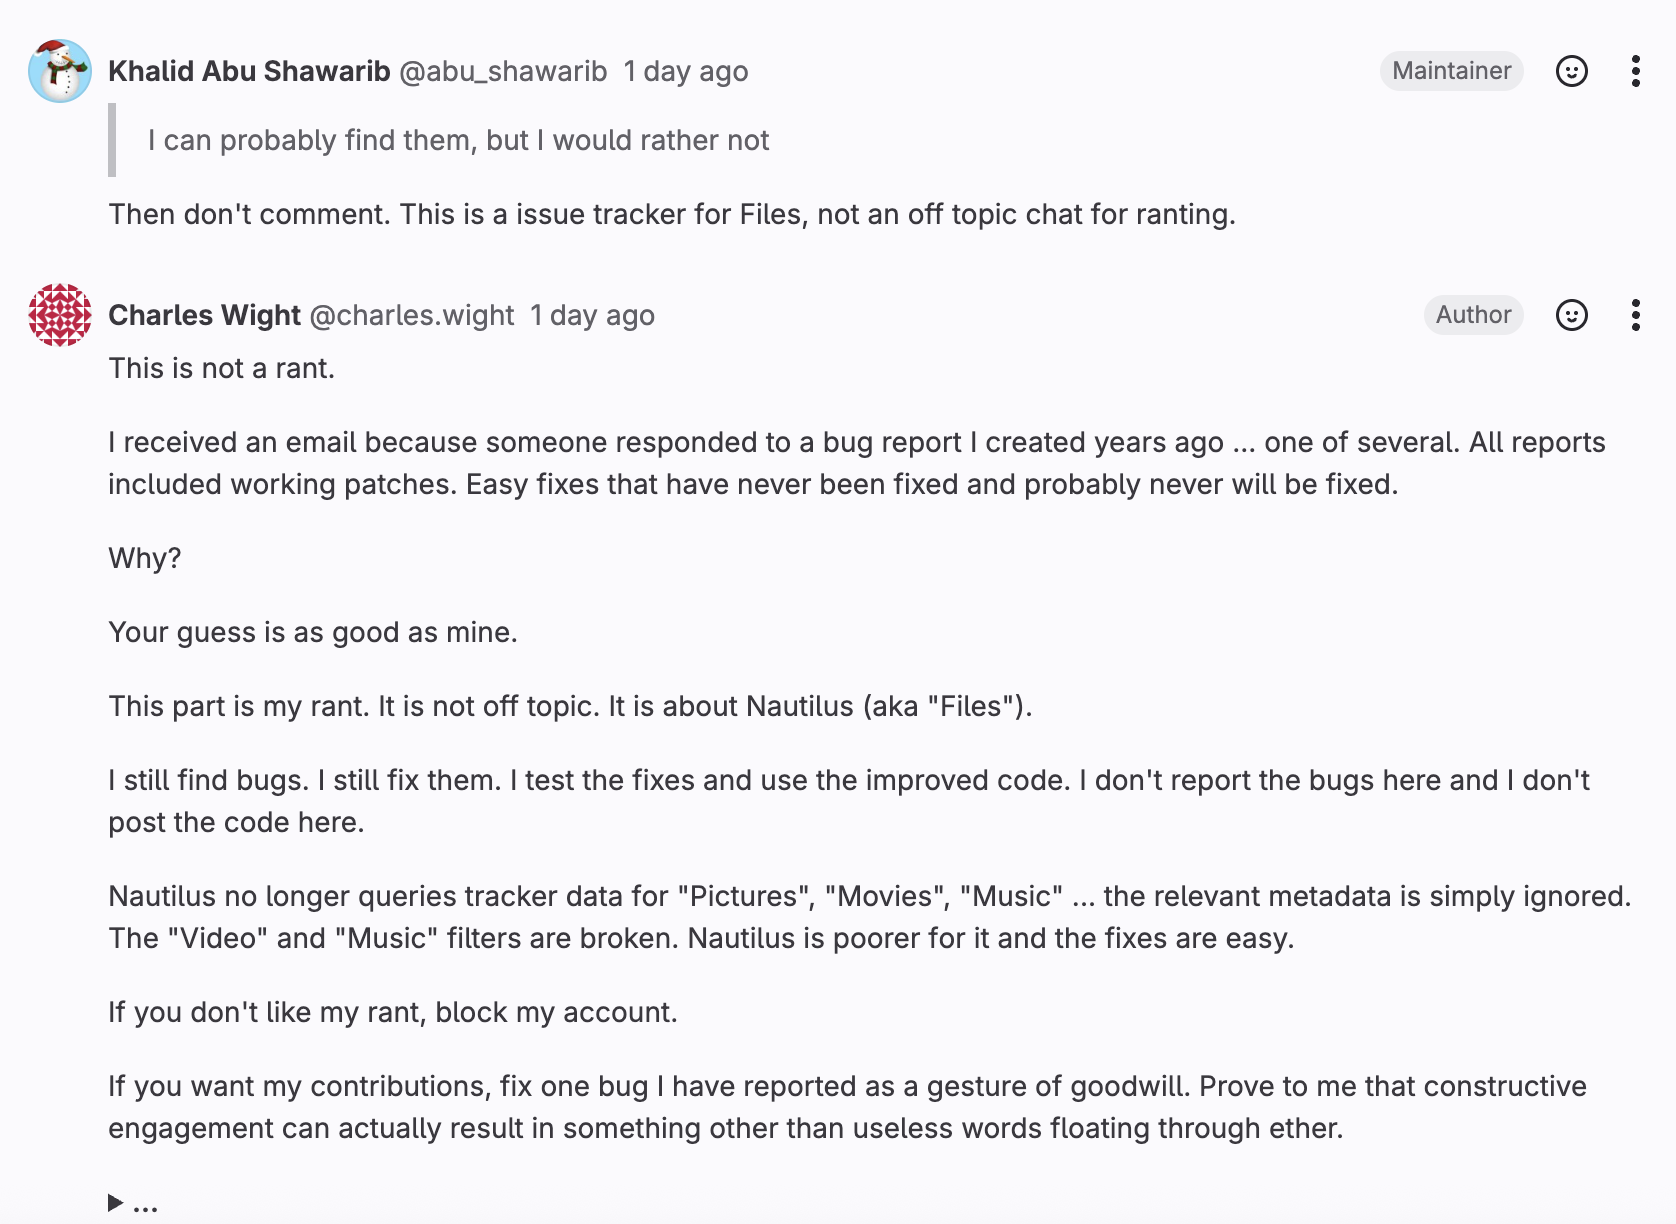 Khalid Abu Shawarib @abu_shawarib 1 day ago Maintainer
I can probably find them, but I would rather not
Then don't comment. This is a issue tracker for Files, not an off topic chat for ranting.
Charles Wight @charles.wight 1 day ago Author
This is not a rant.
I received an email because someone responded to a bug report I created years ago ... one of several. All reports
included working patches. Easy fixes that have never been fixed and probably never will be fixed.
Why?
Your guess is as good as mine.
This part is my rant. It is not off topic. It is about Nautilus (aka "Files").
I still find bugs. I still fix them. I test the fixes and use the improved code. I don't report the bugs here and I don't
post the code here.
Nautilus no longer queries tracker data for "Pictures", "Movies", "Music" ... the relevant metadata is simply ignored.
The "Video" and "Music" filters are broken. Nautilus is poorer for it and the fixes are easy.
If you don't like my rant, block my account.
If you want my contributions, fix one bug I have reported as a gesture of goodwill. Prove to me that constructive
engagement can actually result in something other than useless words floating through ether.
...